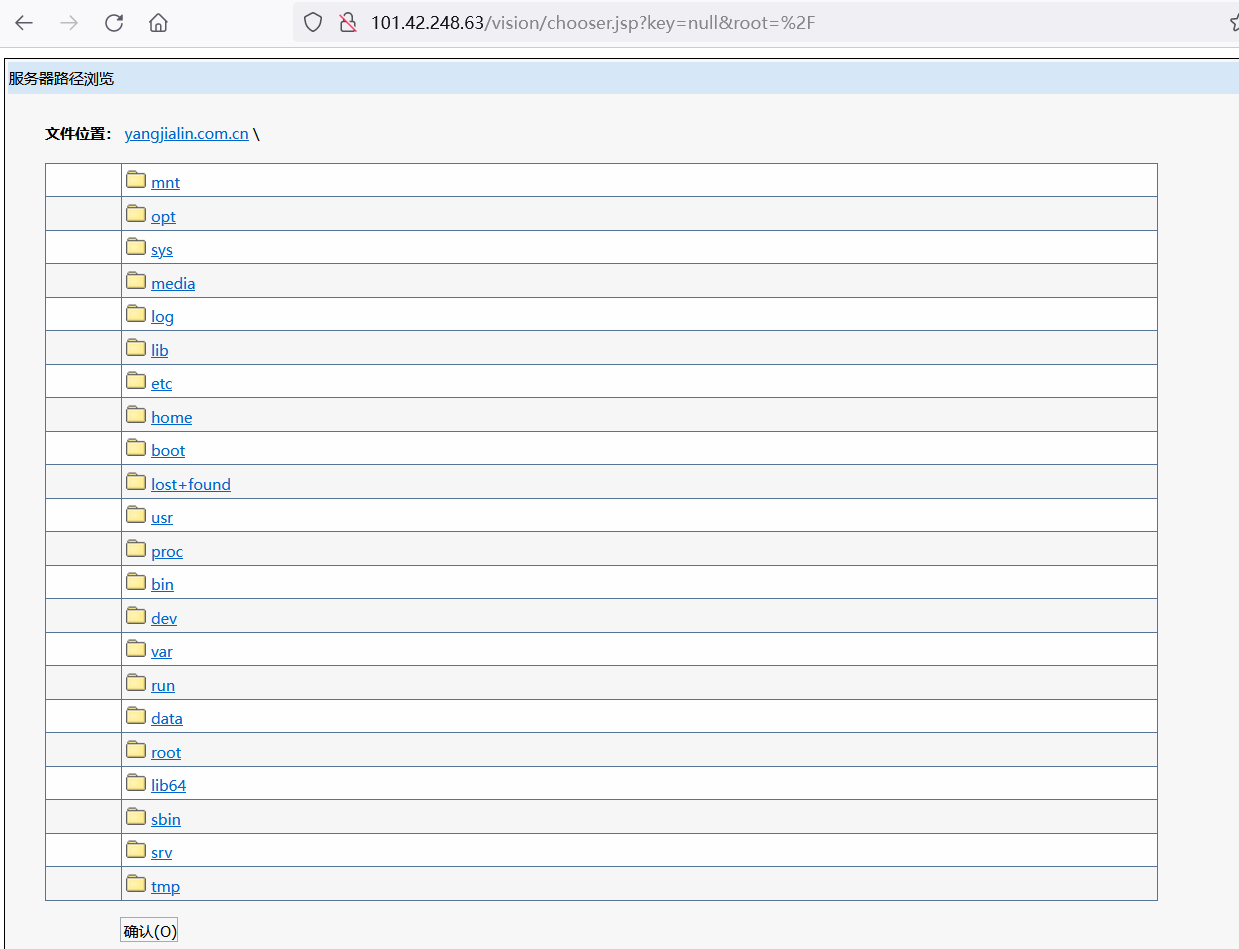 101.42.248.63/vision/chooser.jsp?key=null&root=%2F
服务器路径浏览
文件位置： yangjialin.com.cn \
mnt
opt
sys
media
log
lib
etc
home
boot
lost+found
usr
proc
bin
dev
var
run
data
root
lib64
sbin
srv
tmp
确认(O)